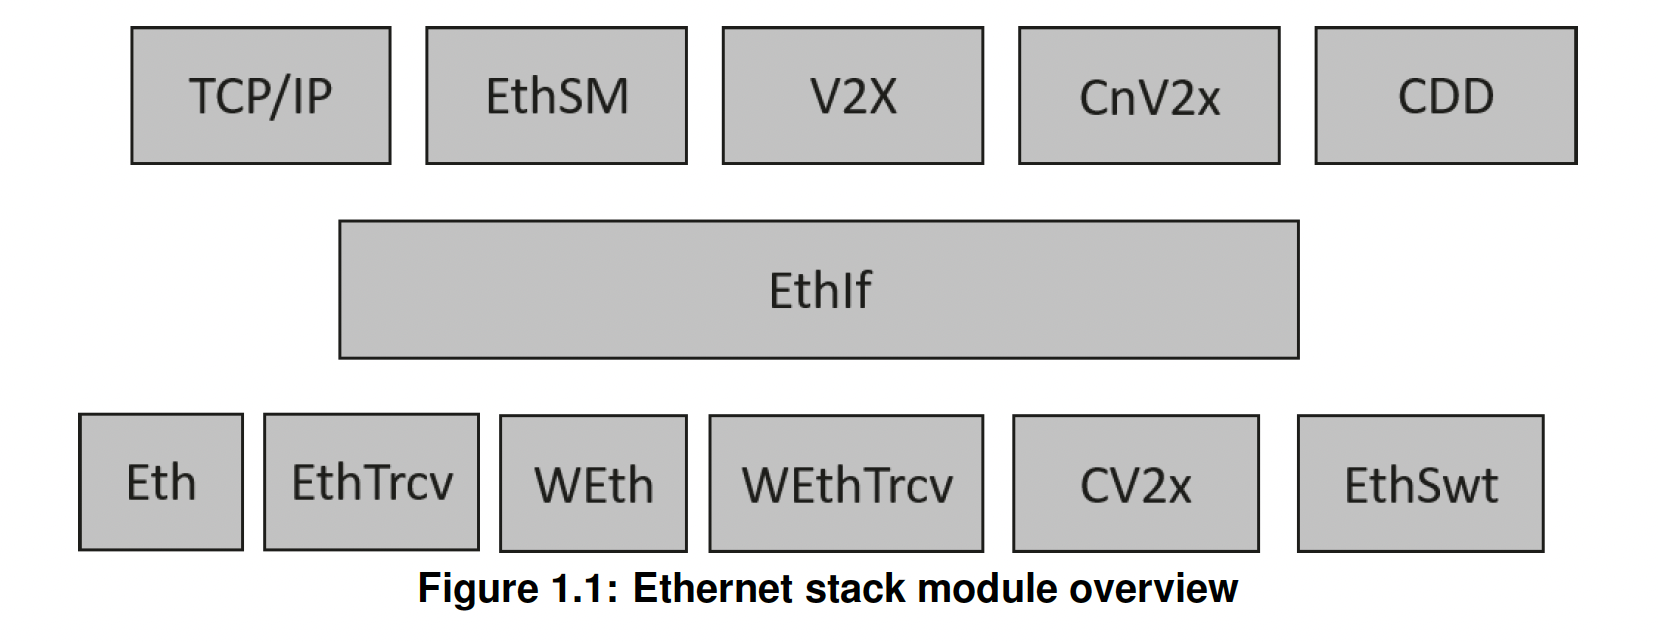 TCP/IP EthSM V2X CnV2x CDD
EthIf
Eth EthTrcv WEth WEthTrcv CV2x EthSwt
Figure 1.1: Ethernet stack module overview